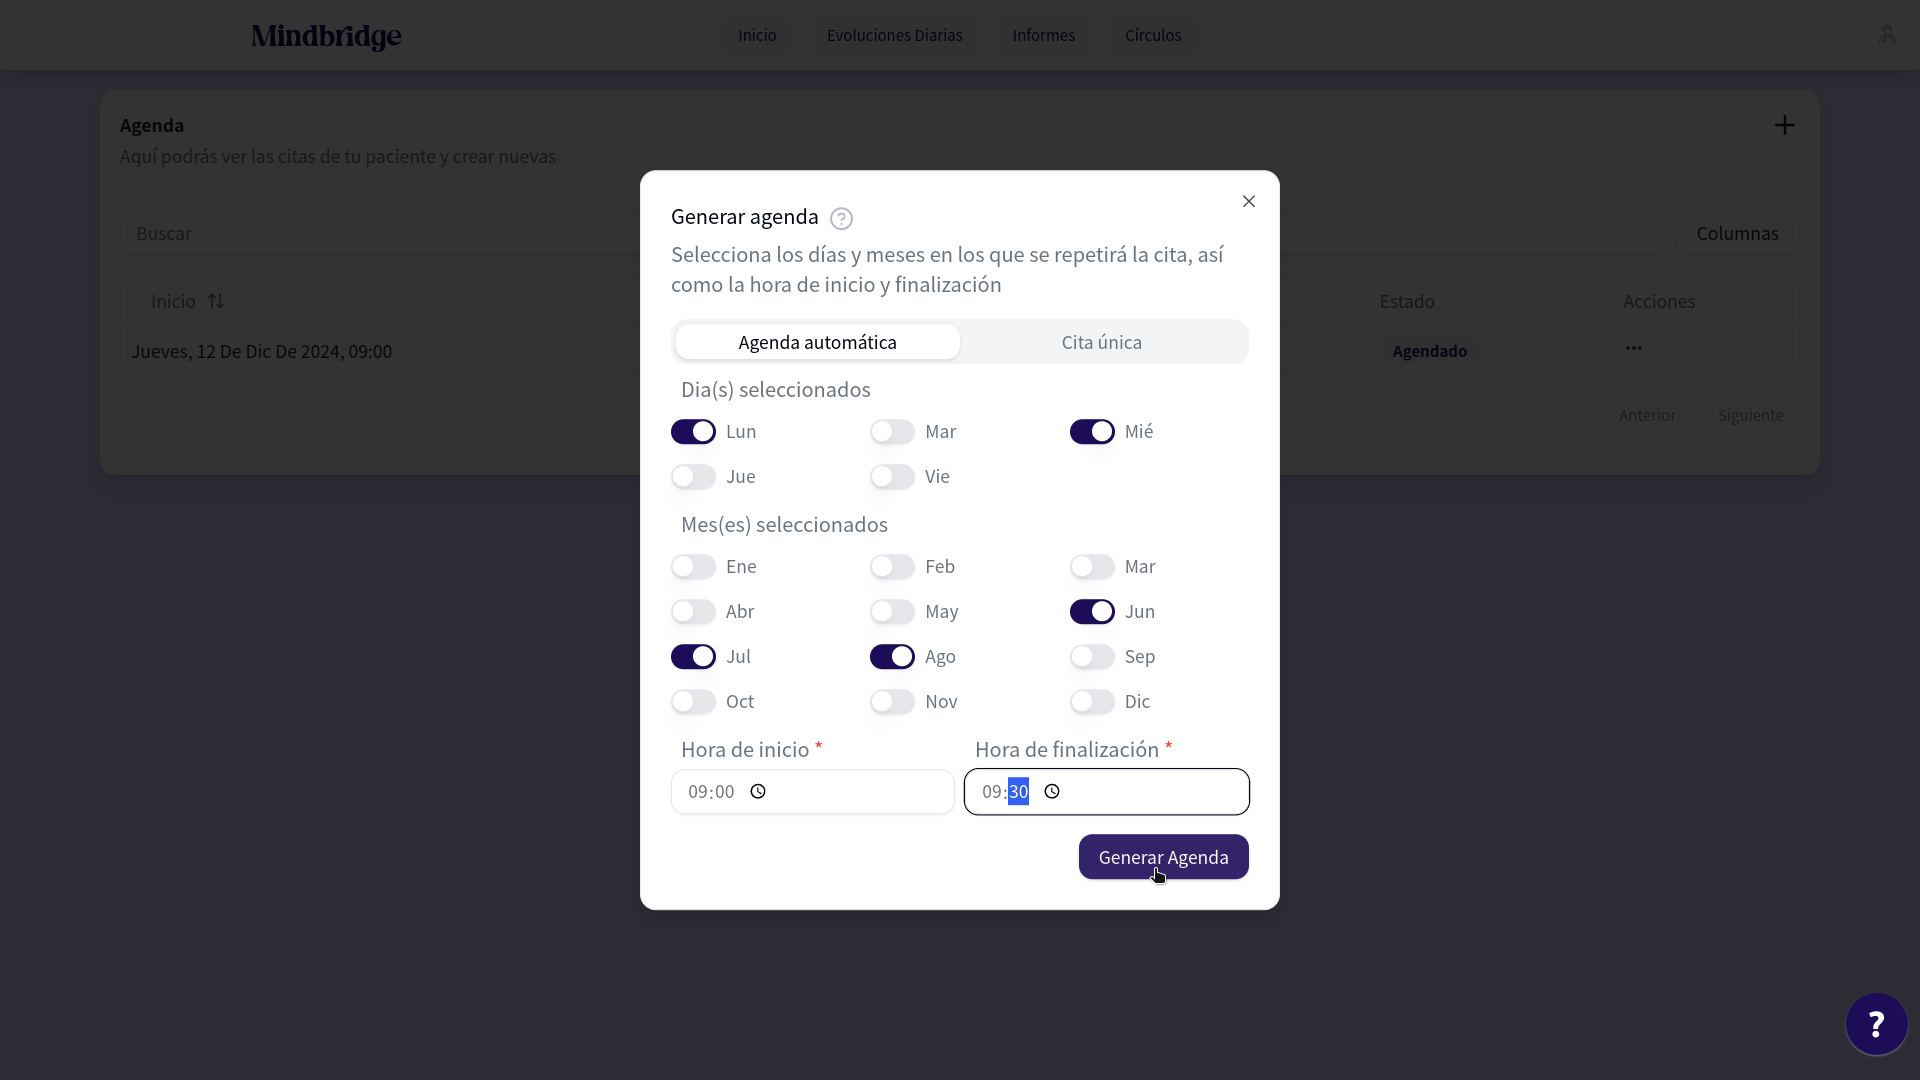 Mindbridge
Inicio
Evoluciones Diarias
Informes
Círculos
Agenda
Aquí podrás ver las citas de tu paciente y crear nuevas
Buscar
Columnas
Inicio
Estado
Acciones
Jueves, 12 De Dic De 2024, 09:00
Agendado
Anterior
Siguiente
Generar agenda ?
Selecciona los días y meses en los que se repetirá la cita, así
como la hora de inicio y finalización
Agenda automática
Cita única
Dia(s) seleccionados
Lun
Mar
Mié
Jue
Vie
Mes(es) seleccionados
Ene
Feb
Mar
Abr
May
Jun
Jul
Ago
Sep
Oct
Nov
Dic
Hora de inicio *
Hora de finalización *
09:00
09:30
Generar Agenda
?